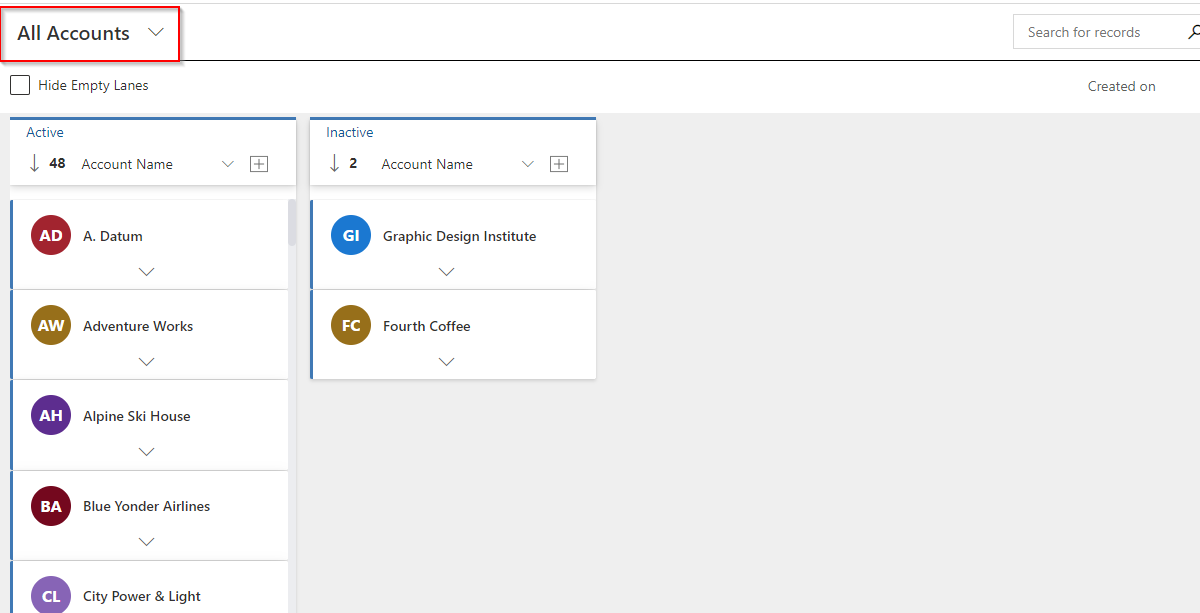 All Accounts
Search for records
Hide Empty Lanes
Created on
Active
48 Account Name
AD A. Datum
AW Adventure Works
AH Alpine Ski House
BA Blue Yonder Airlines
CL City Power & Light
Inactive
2 Account Name
GI Graphic Design Institute
FC Fourth Coffee